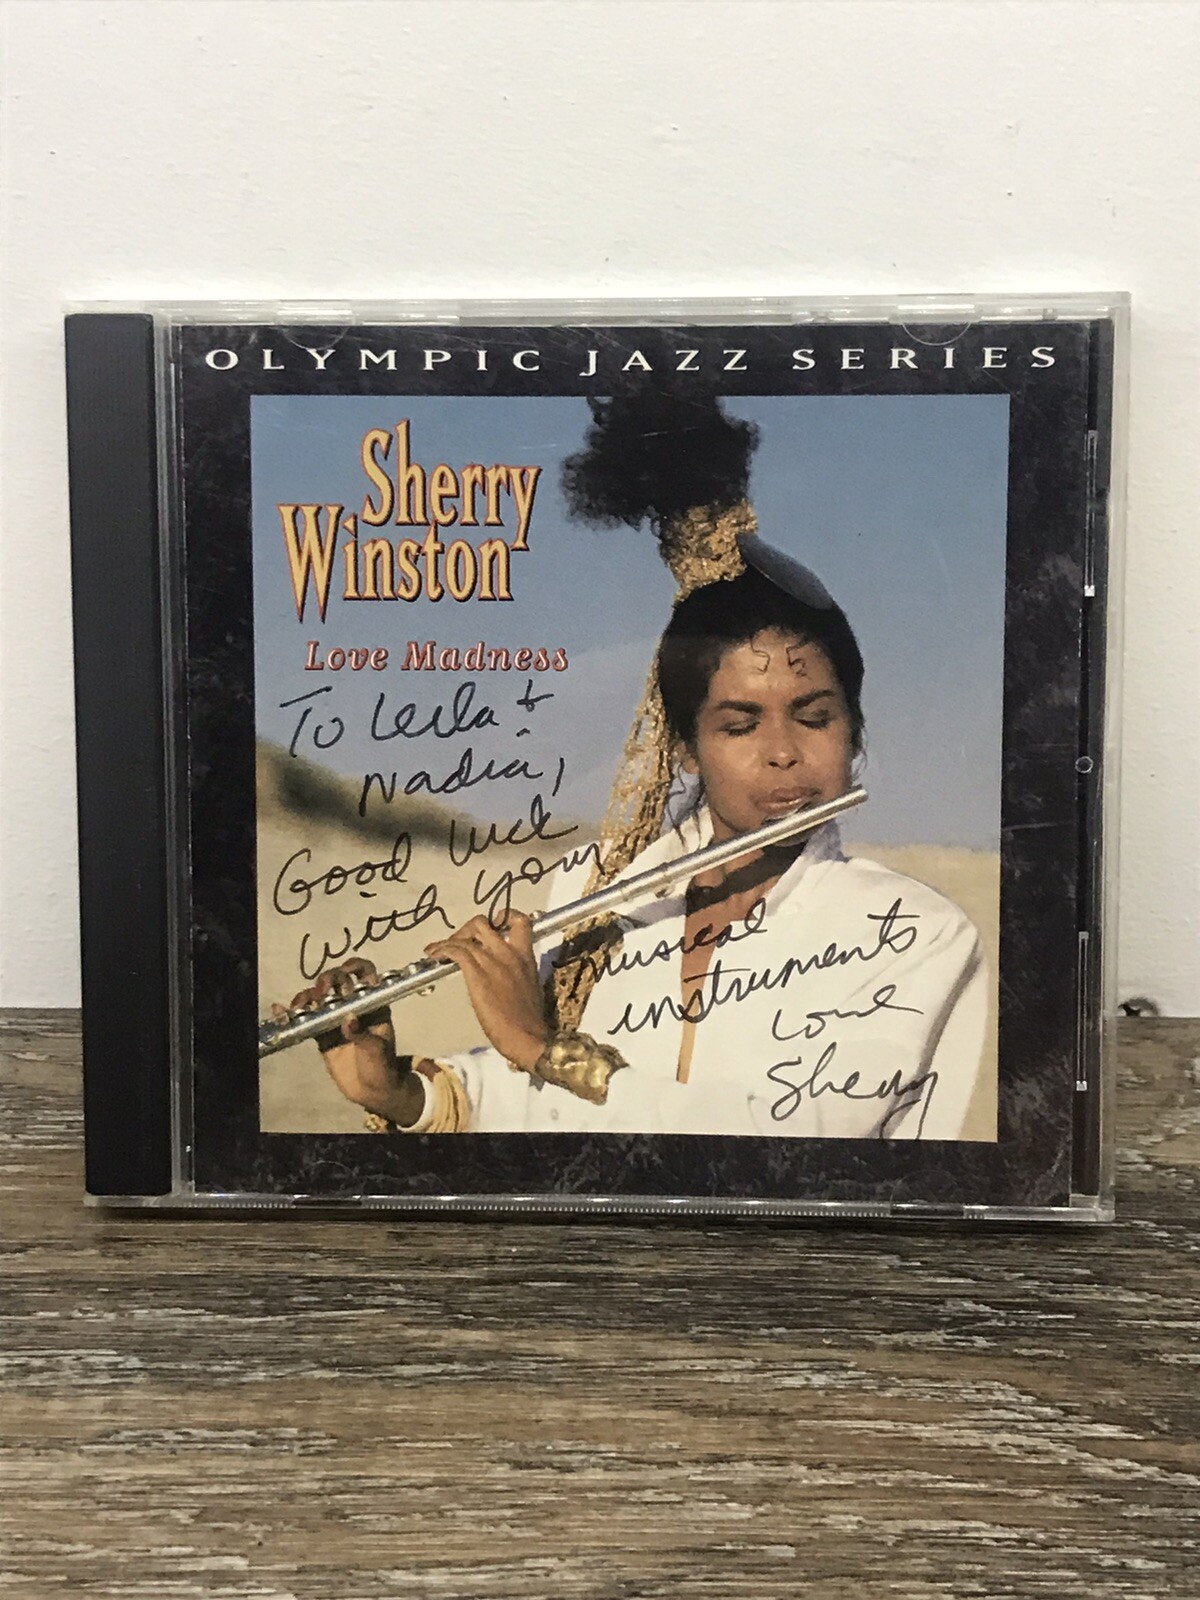 OLYMPIC JAZZ SERIES
Sherry
Winston
Love Madness
To Leila +
Nadia,
Good luck
with your
musical
instruments
Love
Sherry